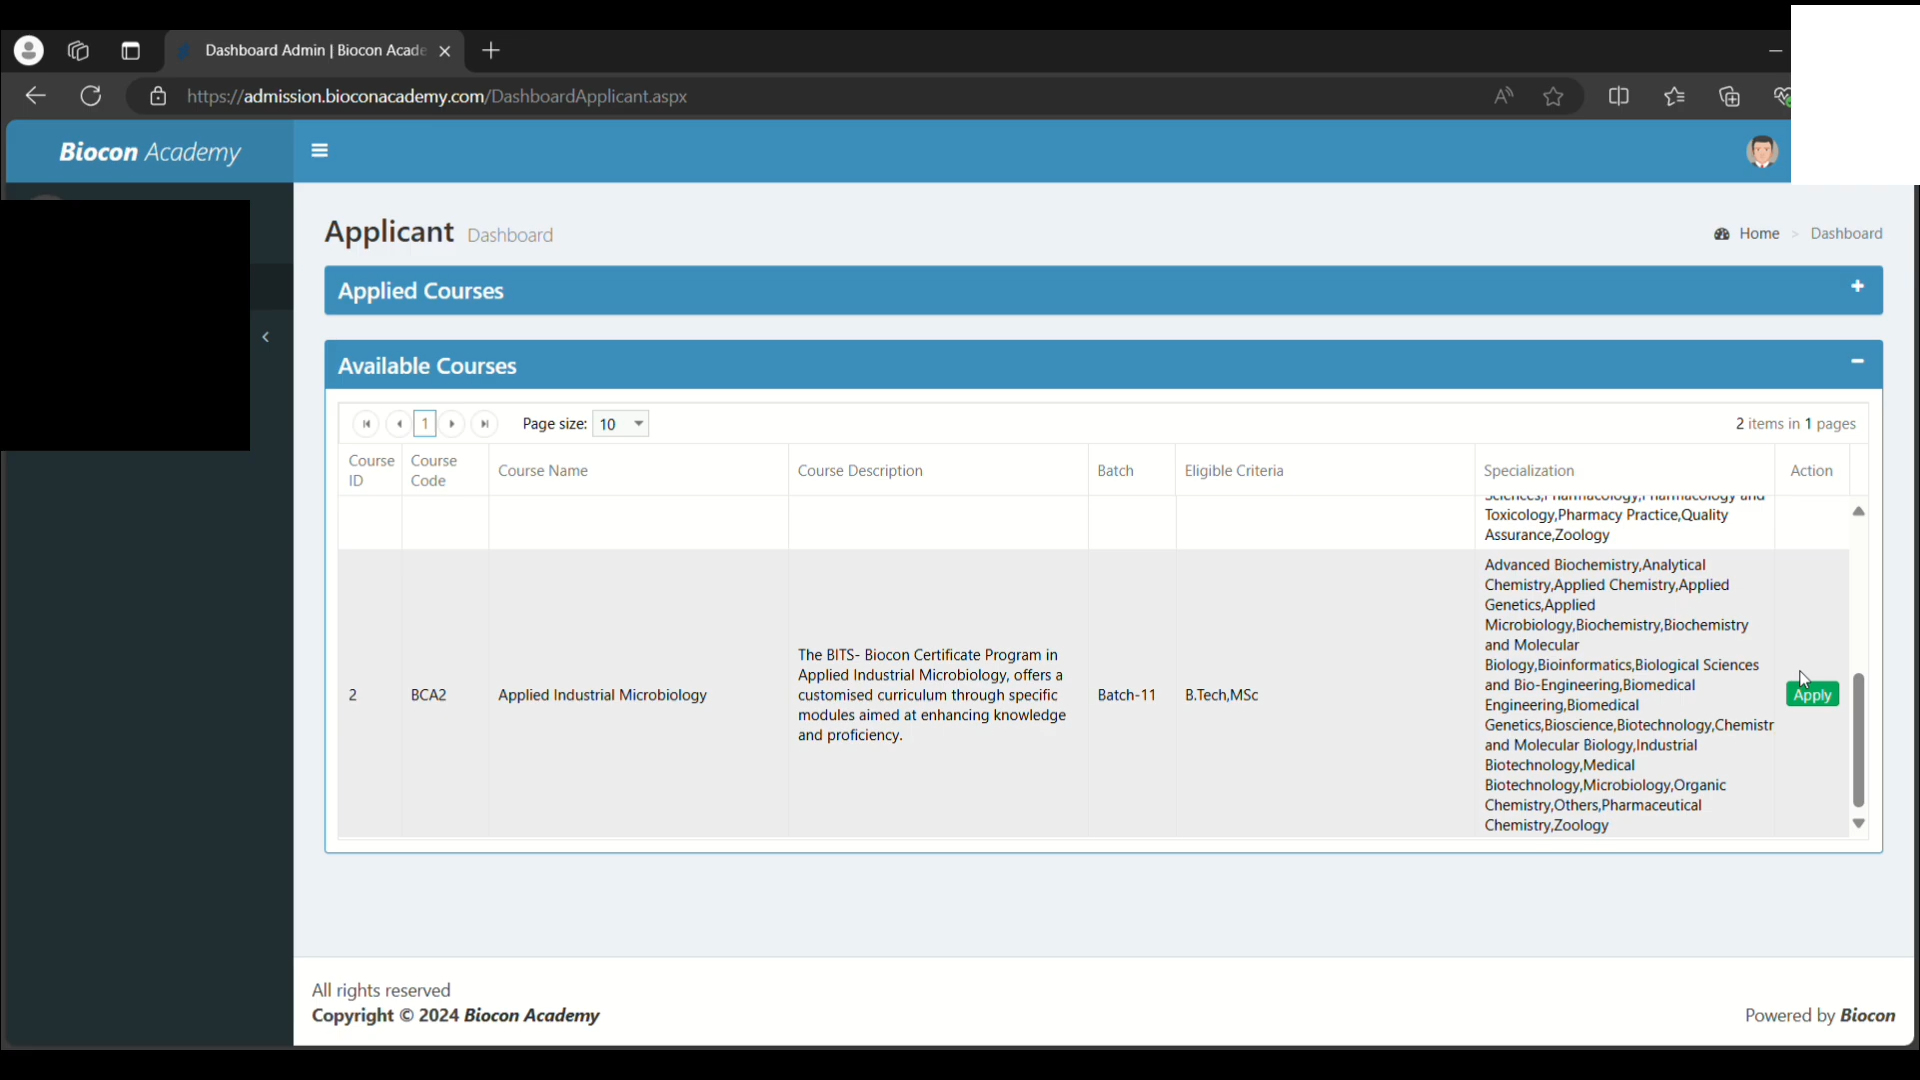 Dashboard Admin | Biocon Acade
https://admission.bioconacademy.com/DashboardApplicant.aspx
Biocon Academy
Applicant Dashboard
Home > Dashboard
Applied Courses
Available Courses
1
Page size: 10
2 items in 1 pages
Course ID
Course Code
Course Name
Course Description
Batch
Eligible Criteria
Specialization
Action
Sciences,Pharmacology,Pharmacology and
Toxicology,Pharmacy Practice,Quality
Assurance,Zoology
2
BCA2
Applied Industrial Microbiology
The BITS- Biocon Certificate Program in
Applied Industrial Microbiology, offers a
customised curriculum through specific
modules aimed at enhancing knowledge
and proficiency.
Batch-11
B.Tech,MSc
Advanced Biochemistry,Analytical
Chemistry,Applied Chemistry,Applied
Genetics,Applied
Microbiology,Biochemistry,Biochemistry
and Molecular
Biology,Bioinformatics,Biological Sciences
and Bio-Engineering,Biomedical
Engineering,Biomedical
Genetics,Bioscience,Biotechnology,Chemistr
and Molecular Biology,Industrial
Biotechnology,Medical
Biotechnology,Microbiology,Organic
Chemistry,Others,Pharmaceutical
Chemistry,Zoology
Apply
All rights reserved
Copyright © 2024 Biocon Academy
Powered by Biocon